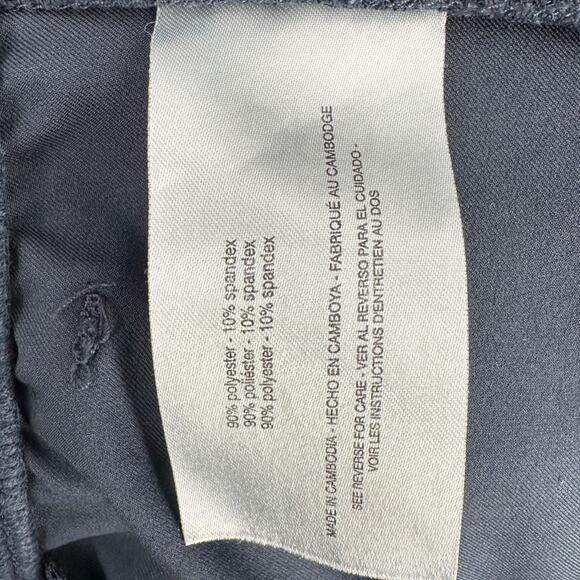 90% polyester - 10% spandex
90% poliéster - 10% spandex
90% polyester - 10% spandex
MADE IN CAMBODIA - HECHO EN CAMBOYA - FABRIQUÉ AU CAMBODGE
SEE REVERSE FOR CARE - VER AL REVERSO PARA EL CUIDADO -
VOIR LES INSTRUCTIONS D'ENTRETIEN AU DOS